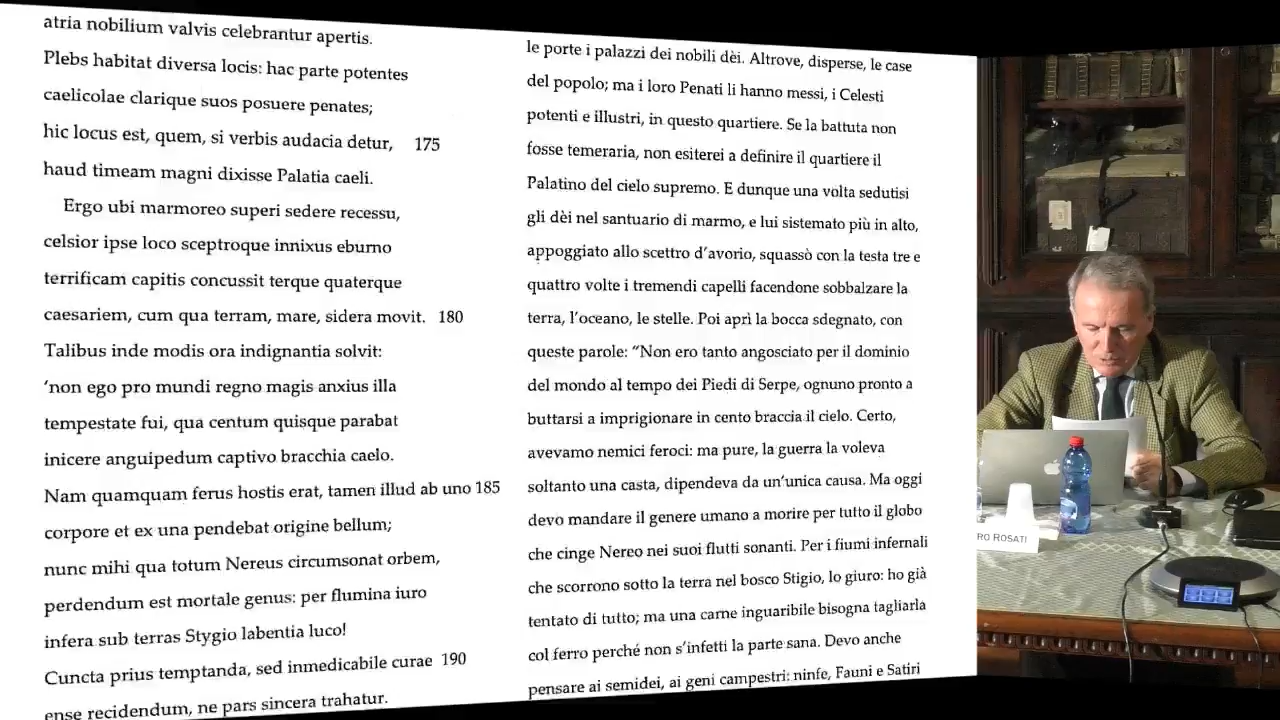 atria nobilium valvis celebrantur apertis.
Plebs habitat diversa locis: hac parte potentes
caelicolae clarique suos posuere penates;
hic locus est, quem, si verbis audacia detur, 175
haud timeam magni dixisse Palatia caeli.
Ergo ubi marmoreo superi sedere recessu,
celsior ipse loco sceptroque innixus eburno
terrificam capitis concussit terque quaterque
caesariem, cum qua terram, mare, sidera movit. 180
Talibus inde modis ora indignantia solvit:
‘non ego pro mundi regno magis anxius illa
tempestate fui, qua centum quisque parabat
inicere anguipedum captivo bracchia caelo.
Nam quamquam ferus hostis erat, tamen illud ab uno 185
corpore et ex una pendebat origine bellum;
nunc mihi qua totum Nereus circumsonat orbem,
perdendum est mortale genus: per flumina iuro
infera sub terras Stygio labentia luco!
Cuncta prius temptanda, sed inmedicabile curae 190
ense recidendum, ne pars sincera trahatur.
le porte i palazzi dei nobili dèi. Altrove, disperse, le case
del popolo; ma i loro Penati li hanno messi, i Celesti
potenti e illustri, in questo quartiere. Se la battuta non
fosse temeraria, non esiterei a definire il quartiere il
Palatino del cielo supremo. E dunque una volta sedutisi
gli dèi nel santuario di marmo, e lui sistemato più in alto,
appoggiato allo scettro d’avorio, squassò con la testa tre e
quattro volte i tremendi capelli facendone sobbalzare la
terra, l’oceano, le stelle. Poi aprì la bocca sdegnato, con
queste parole: “Non ero tanto angosciato per il dominio
del mondo al tempo dei Piedi di Serpe, ognuno pronto a
buttarsi a imprigionare in cento braccia il cielo. Certo,
avevamo nemici feroci: ma pure, la guerra la voleva
soltanto una casta, dipendeva da un’unica causa. Ma oggi
devo mandare il genere umano a morire per tutto il globo
che cinge Nereo nei suoi flutti sonanti. Per i fiumi infernali
che scorrono sotto la terra nel bosco Stigio, lo giuro: ho già
tentato di tutto; ma una carne inguaribile bisogna tagliarla
col ferro perché non s’infetti la parte sana. Devo anche
pensare ai semidei, ai geni campestri: ninfe, Fauni e Satiri
RO ROSATI